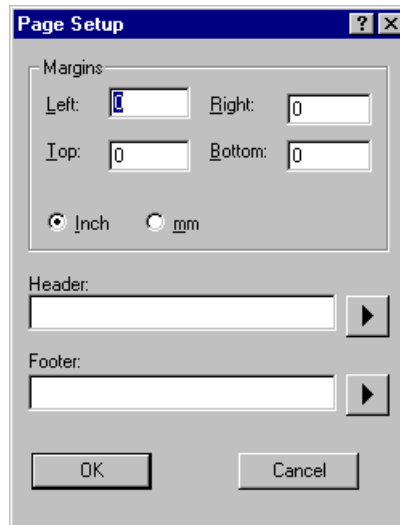 Page Setup
Margins
Left: 0 Right: 0
Top: 0 Bottom: 0
Inch mm
Header:
Footer:
OK Cancel